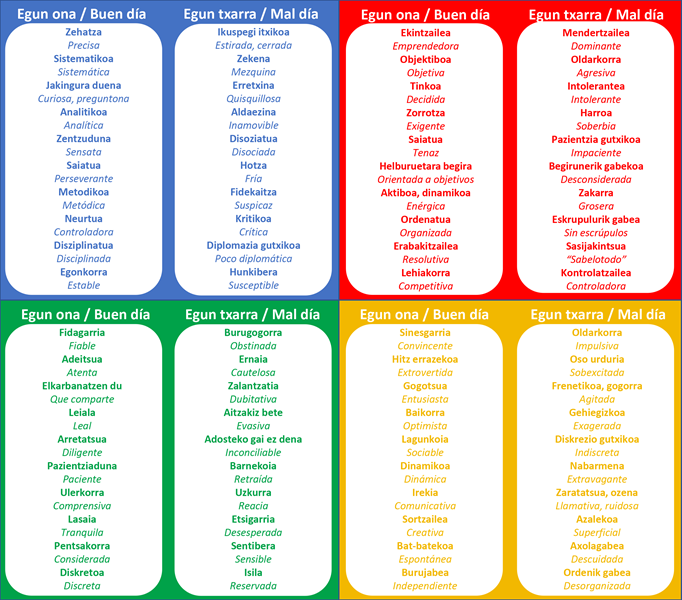 Egun ona / Buen día
Zehatza
Precisa
Sistematikoa
Sistemática
Jakingura duena
Curiosa, preguntona
Analitikoa
Analítica
Zentzuduna
Sensata
Saiatua
Perseverante
Metodikoa
Metódica
Neurtua
Controladora
Disziplinatua
Disciplinada
Egonkorra
Estable
Egun txarra / Mal día
Ikuspegi itxikoa
Estirada, cerrada
Zekena
Mezquina
Erretxina
Quisquillosa
Aldaezina
Inamovible
Disoziatua
Disociada
Hotza
Fría
Fidekaitza
Suspicaz
Kritikoa
Crítica
Diplomazia gutxikoa
Poco diplomática
Hunkibera
Susceptible
Egun ona / Buen día
Ekintzailea
Emprendedora
Objektiboa
Objetiva
Tinkoa
Decidida
Zorrotza
Exigente
Saiatua
Tenaz
Helburuetara begira
Orientada a objetivos
Aktiboa, dinamikoa
Enérgica
Ordenatua
Organizada
Erabakitzailea
Resolutiva
Lehiakorra
Competitiva
Egun txarra / Mal día
Mendertzailea
Dominante
Oldarkorra
Agresiva
Intolerantea
Intolerante
Harroa
Soberbia
Pazientzia gutxikoa
Impaciente
Begirunerik gabekoa
Desconsiderada
Zakarra
Grosera
Eskrupulurik gabea
Sin escrúpulos
Sasijakintsua
“Sabelotodo”
Kontrolatzailea
Controladora
Egun ona / Buen día
Fidagarria
Fiable
Adeitsua
Atenta
Elkarbanatzen du
Que comparte
Leiala
Leal
Arretatsua
Diligente
Pazientziaduna
Paciente
Ulerkorra
Comprensiva
Lasaia
Tranquila
Pentsakorra
Considerada
Diskretoa
Discreta
Egun txarra / Mal día
Burugogorra
Obstinada
Ernaia
Cautelosa
Zalantzatia
Dubitativa
Aitzakiz bete
Evasiva
Adosteko gai ez dena
Inconciliable
Barnekoia
Retraída
Uzkurra
Reacia
Etsigarria
Desesperada
Sentibera
Sensible
Isila
Reservada
Egun ona / Buen día
Sinesgarria
Convincente
Hitz errazekoa
Extrovertida
Gogotsua
Entusiasta
Baikorra
Optimista
Lagunkoia
Sociable
Dinamikoa
Dinámica
Irekia
Comunicativa
Sortzailea
Creativa
Bat-batekoa
Espontánea
Burujabea
Independiente
Egun txarra / Mal día
Oldarkorra
Impulsiva
Oso urduria
Sobexcitada
Frenetikoa, gogorra
Agitada
Gehiegizkoa
Exagerada
Diskrezio gutxikoa
Indiscreta
Nabarmena
Extravagante
Zaratatsua, ozena
Llamativa, ruidosa
Azalekoa
Superficial
Axolagabea
Descuidada
Ordenik gabea
Desorganizada